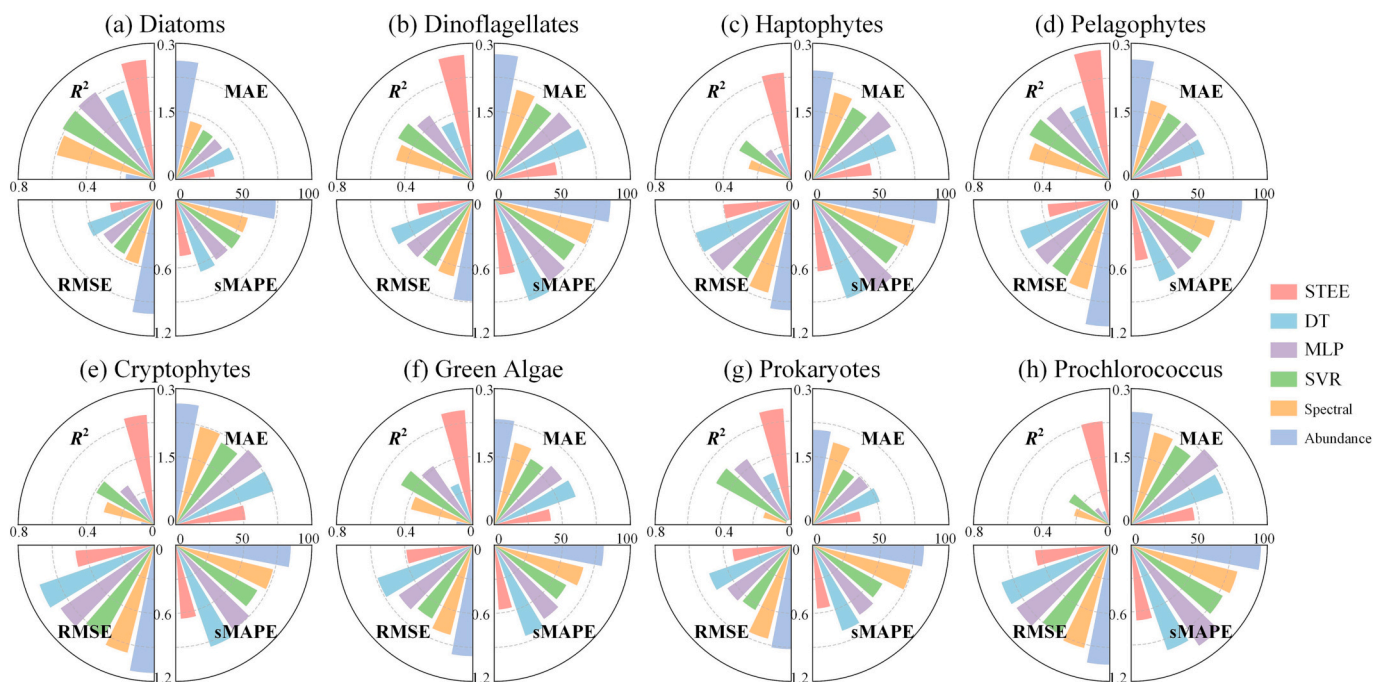 (a) Diatoms
0.3
R²
MAE
1.5
0.8
0.4
0
0
0
50
100
0
RMSE
sMAPE
0.6
1.2
(b) Dinoflagellates
0.3
R²
MAE
1.5
0.8
0.4
0
0
0
50
100
0
RMSE
sMAPE
0.6
1.2
(c) Haptophytes
0.3
R²
MAE
1.5
0.8
0.4
0
0
0
50
100
0
RMSE
sMAPE
0.6
1.2
(d) Pelagophytes
0.3
R²
MAE
1.5
0.8
0.4
0
0
0
50
100
0
RMSE
sMAPE
0.6
1.2
STEE
DT
MLP
SVR
Spectral
Abundance
(e) Cryptophytes
0.3
R²
MAE
1.5
0.8
0.4
0
0
0
50
100
0
RMSE
sMAPE
0.6
1.2
(f) Green Algae
0.3
R²
MAE
1.5
0.8
0.4
0
0
0
50
100
0
RMSE
sMAPE
0.6
1.2
(g) Prokaryotes
0.3
R²
MAE
1.5
0.8
0.4
0
0
0
50
100
0
RMSE
sMAPE
0.6
1.2
(h) Prochlorococcus
0.3
R²
MAE
1.5
0.8
0.4
0
0
0
50
100
0
RMSE
sMAPE
0.6
1.2